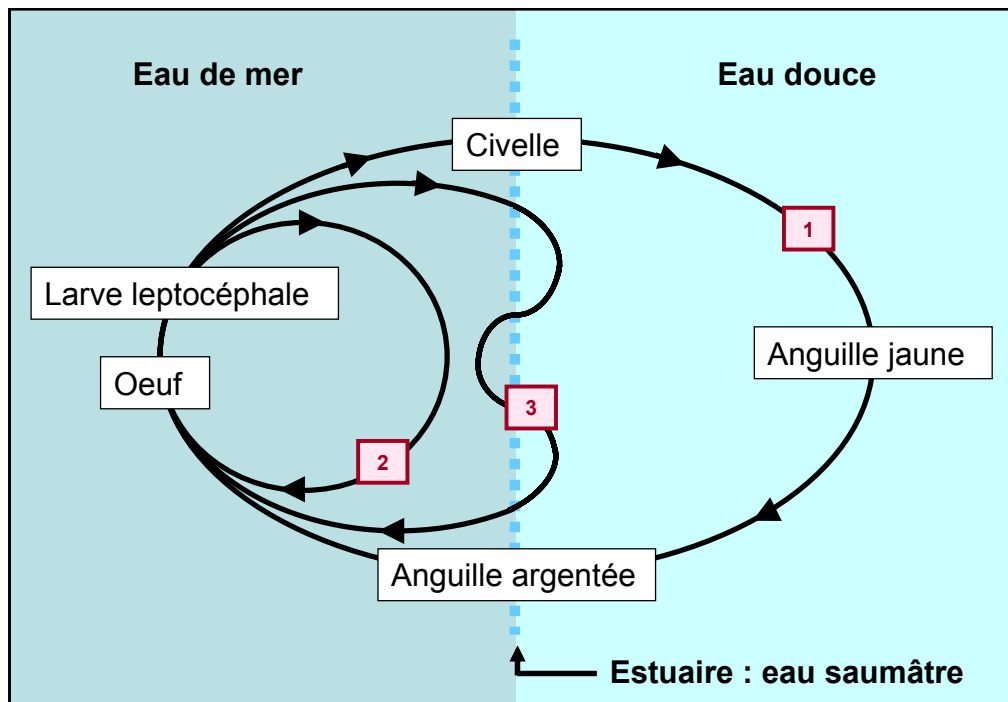 Eau de mer
Eau douce
Civelle
1
Larve leptocéphale
Anguille jaune
Oeuf
3
2
Anguille argentée
Estuaire : eau saumâtre